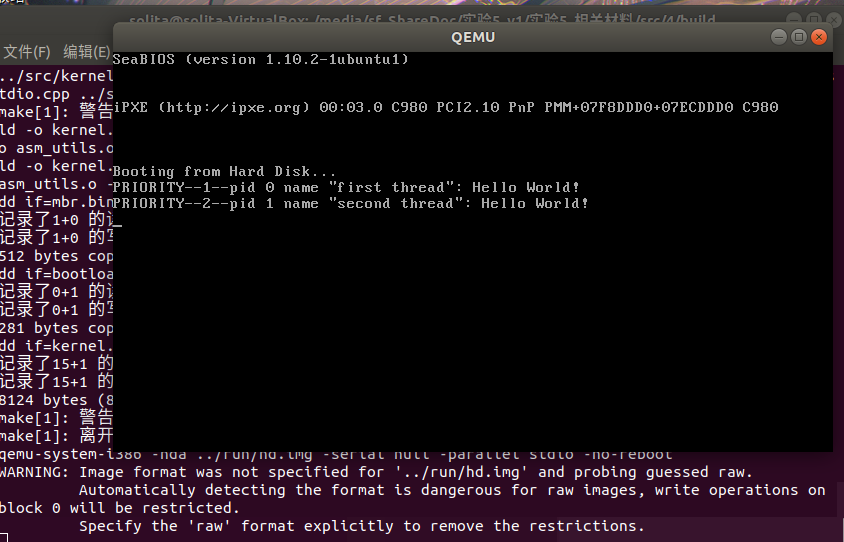 solita@solita-VirtualBox: /media/sf_ShareDoc/实验5_v1/实验5_相关材料/src/4/build
QEMU
文件(F) 编辑(E)
SeaBIOS (version 1.10.2-1ubuntu1)
iPXE (http://ipxe.org) 00:03.0 C980 PCI2.10 PnP PMM+07F8DDD0+07ECDDD0 C980
Booting from Hard Disk...
PRIORITY--1--pid 0 name "first thread": Hello World!
PRIORITY--2--pid 1 name "second thread": Hello World!
../src/kernel
tdio.cpp ../s
make[1]: 警告
ld -o kernel.
o asm_utils.o
ld -o kernel.
asm_utils.o -
dd if=mbr.bin
记录了1+0 的读
记录了1+0 的写
512 bytes cop
dd if=bootloa
记录了0+1 的读
记录了0+1 的写
281 bytes cop
dd if=kernel.
记录了15+1 的
记录了15+1 的
8124 bytes (8
make[1]: 警告
make[1]: 离开
qemu-system-i386 -hda ../run/hd.img -serial null -parallel stdio -no-reboot
WARNING: Image format was not specified for '../run/hd.img' and probing guessed raw.
Automatically detecting the format is dangerous for raw images, write operations on
block 0 will be restricted.
Specify the 'raw' format explicitly to remove the restrictions.